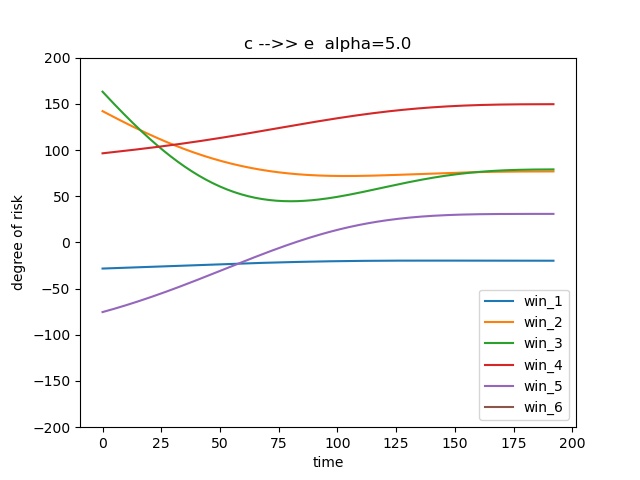 c -->> e  alpha=5.0
degree of risk
200
150
100
50
0
−50
−100
−150
−200
0 25 50 75 100 125 150 175 200
time
win_1
win_2
win_3
win_4
win_5
win_6